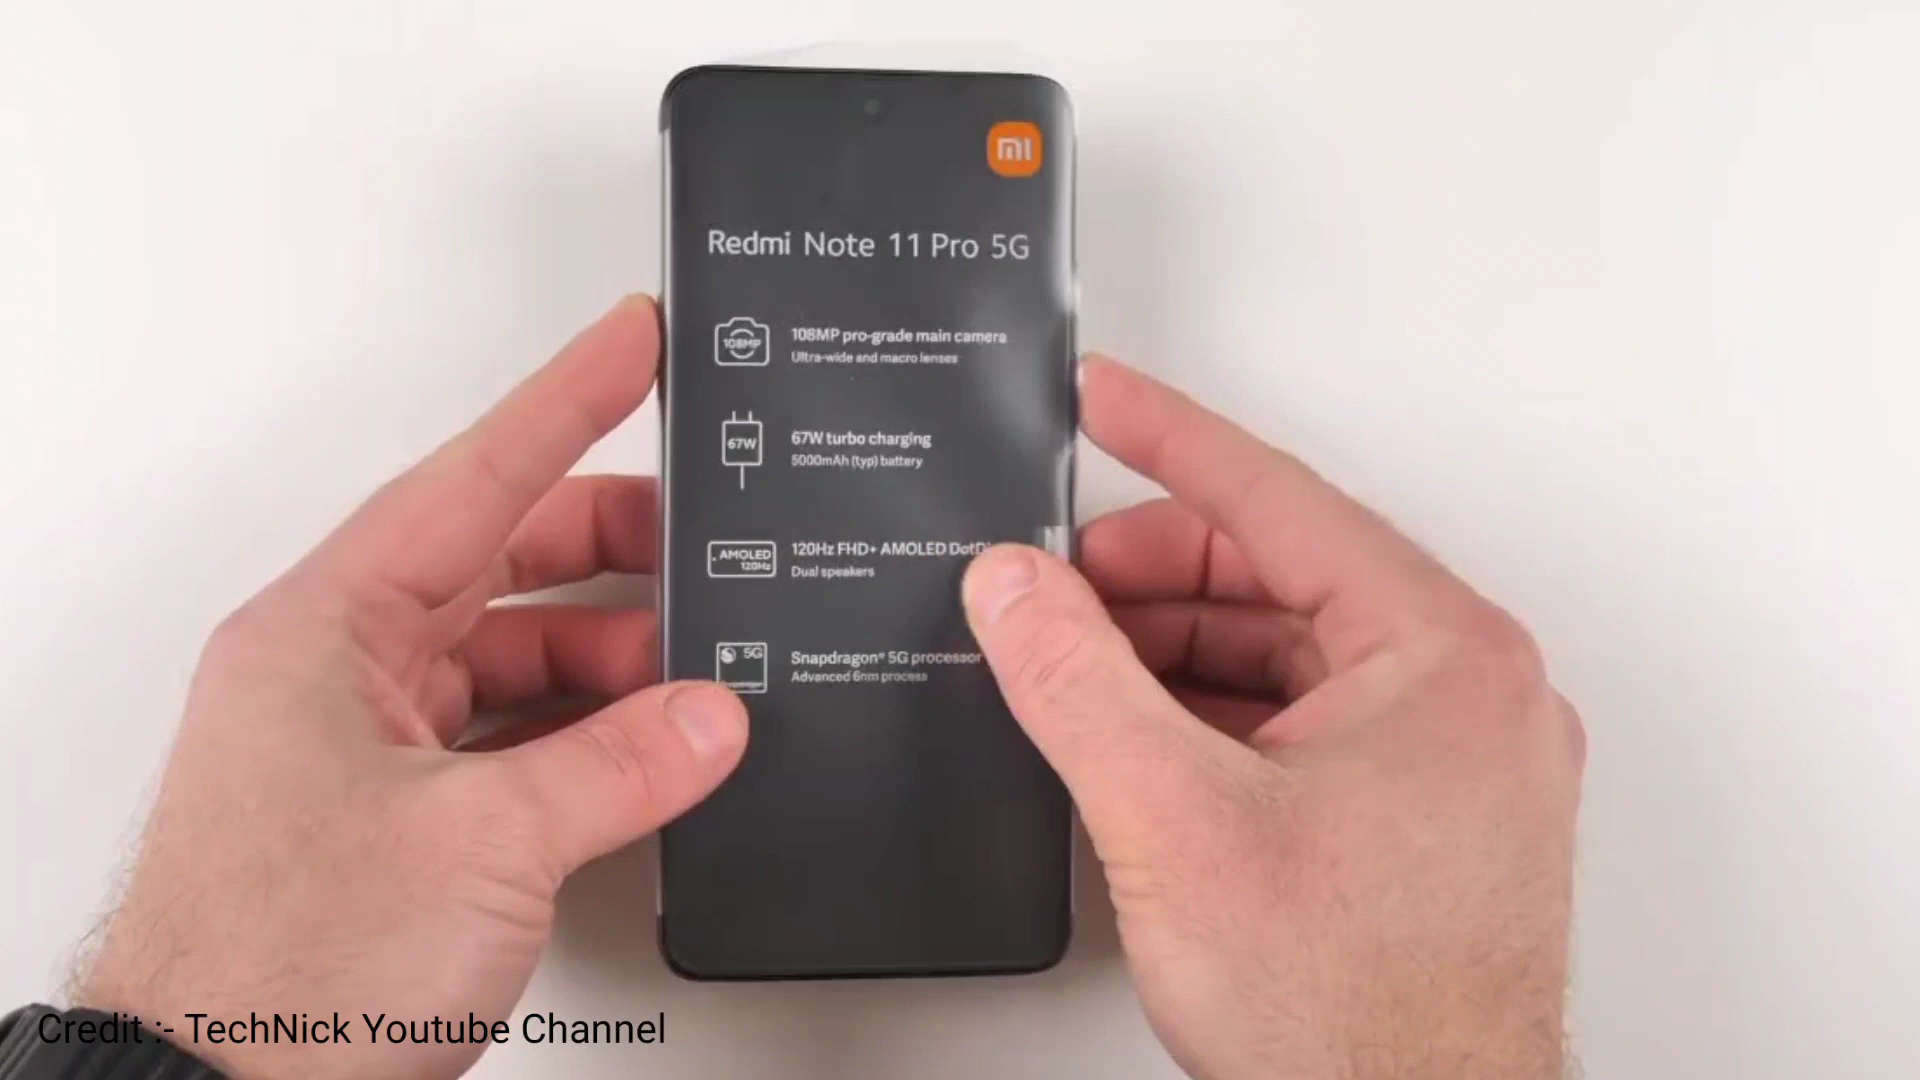 mi
Redmi Note 11 Pro 5G
108MP
108MP pro-grade main camera
Ultra-wide and macro lenses
67W
67W turbo charging
5000mAh (typ) battery
AMOLED
120Hz
120Hz FHD+ AMOLED
Dual speakers
5G
Snapdragon® 5G processor
Advanced 6nm process
Credit :- TechNick Youtube Channel